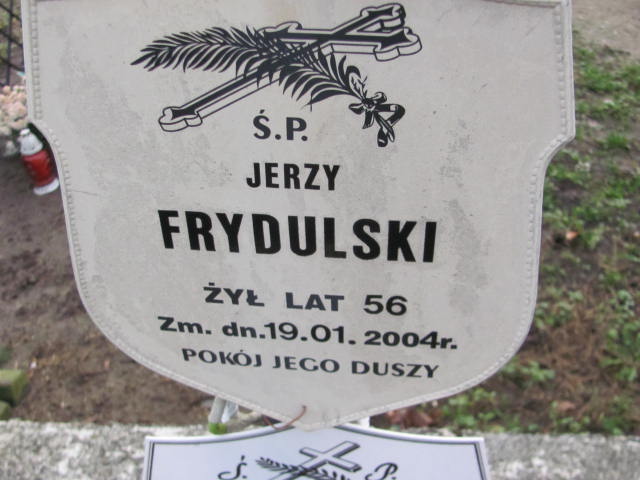 Ś.P.
JERZY
FRYDULSKI
ŻYŁ LAT 56
Zm. dn. 19.01. 2004r.
POKÓJ JEGO DUSZY
Ś. P.